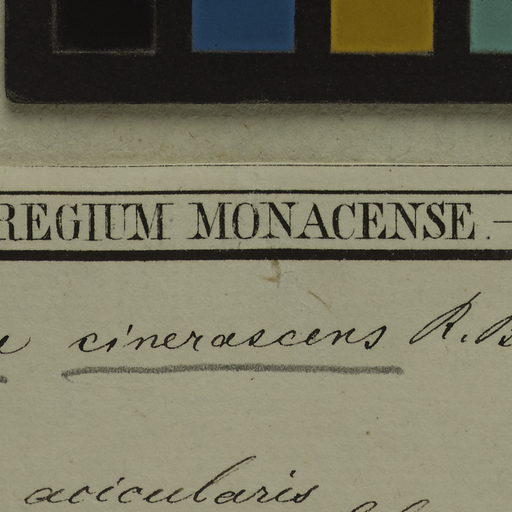 REGIUM MONACENSE —
cinerascens R. B
acicularis